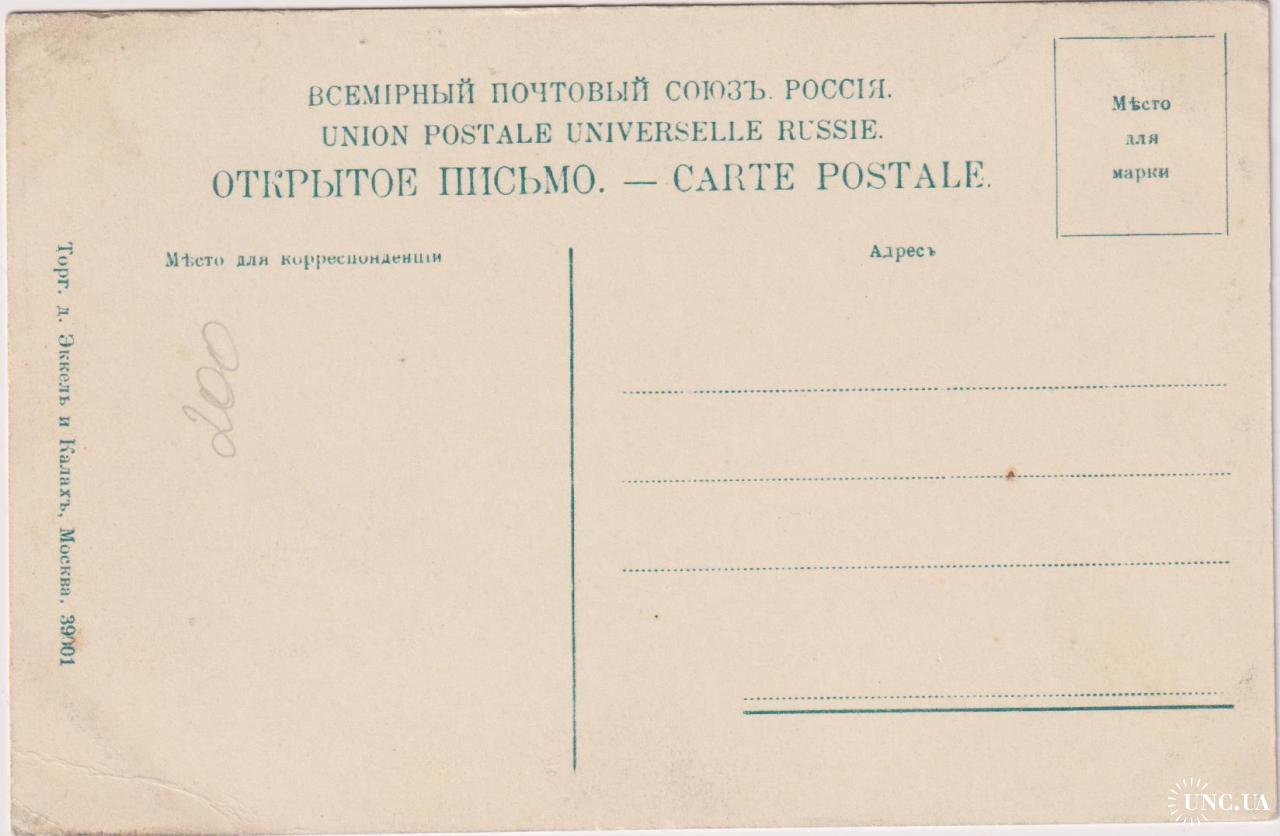 ВСЕМІРНЫЙ ПОЧТОВЫЙ СОЮЗЪ. РОССІЯ.
UNION POSTALE UNIVERSELLE RUSSIE.
ОТКРЫТОЕ ПИСЬМО. — CARTE POSTALE.
Мѣсто
для
марки
Мѣсто для корреспонденціи
Адресъ
Торг. д. Эккель и Калахъ, Москва. 39001
200
UNC.UA